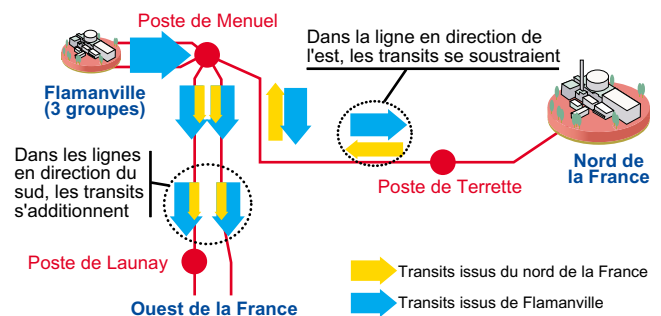 Poste de Menuel
Dans la ligne en direction de
l'est, les transits se soustraient
Flamanville
(3 groupes)
Nord de
la France
Dans les lignes
en direction du
sud, les transits
s'additionnent
Poste de Terrette
Poste de Launay
Transits issus du nord de la France
Ouest de la France
Transits issus de Flamanville